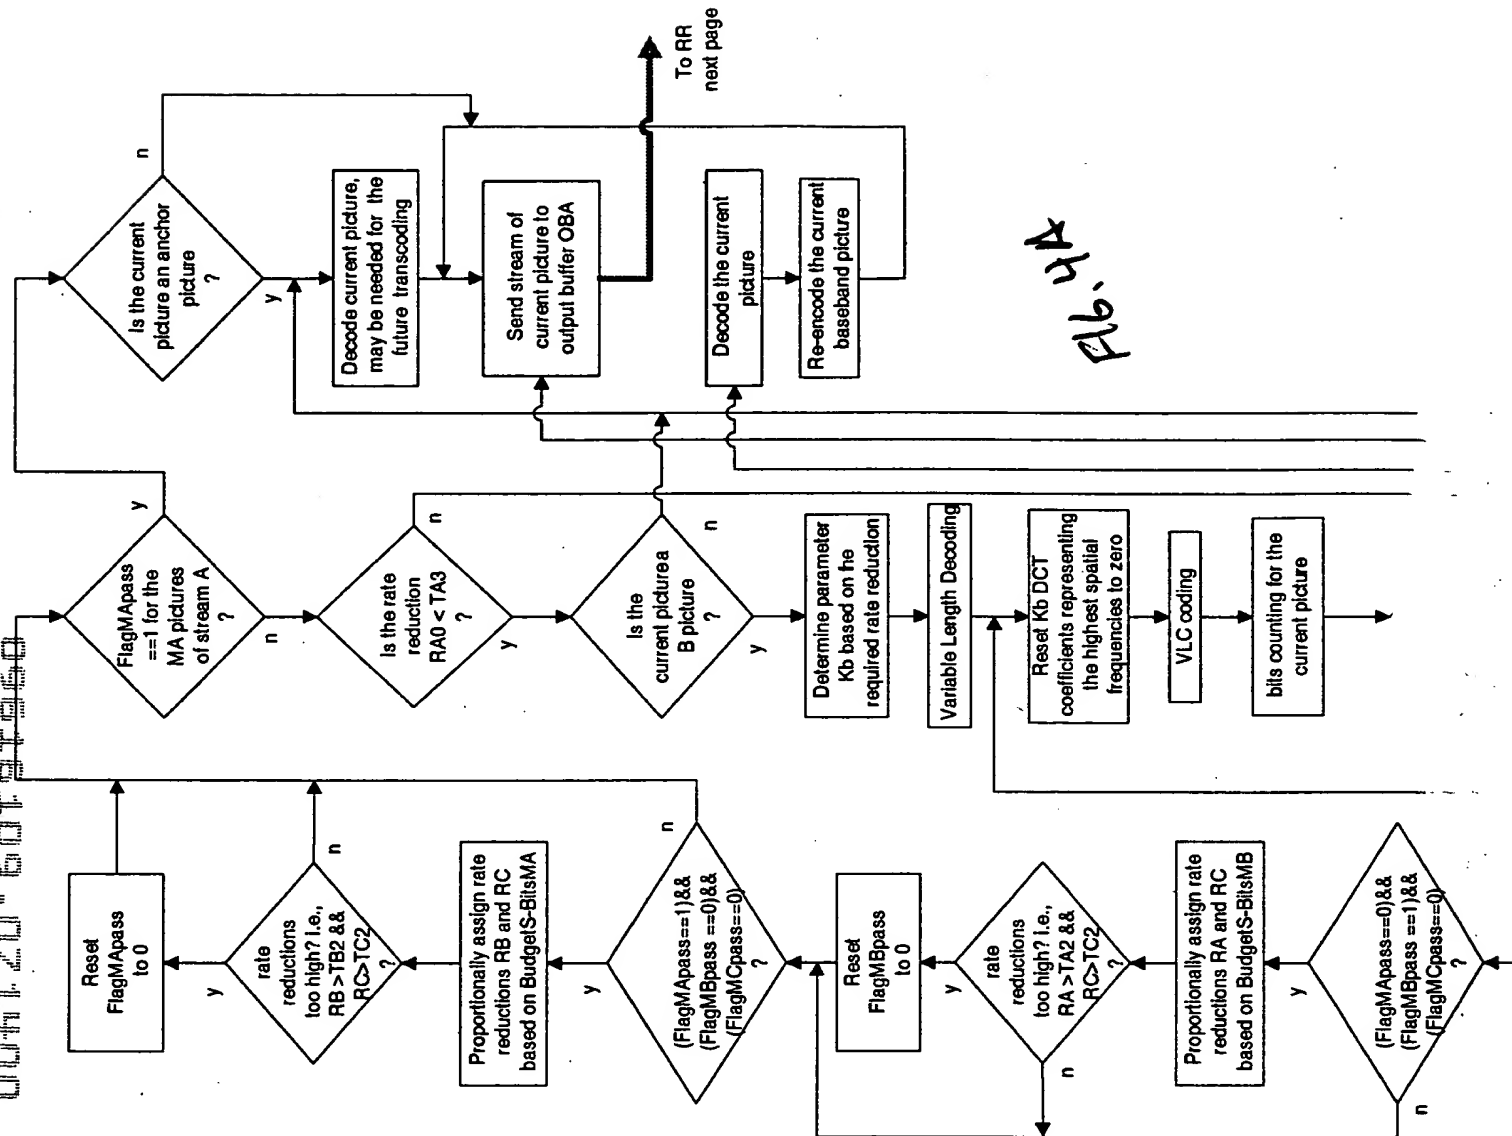 Is the current
picture an anchor
picture
?
n
y
Decode current picture,
may be needed for the
future transcoding
Send stream of
current picture to
output buffer OBA
To RR
next page
Decode the current
picture
Re-encode the current
baseband picture
FIG. 4A
FlagMApass
==1 for the
MA pictures
of stream A
?
y
n
Is the rate
reduction
RA0 < TA3
?
n
y
Is the
current picture a
B picture
?
n
y
Determine parameter
Kb based on he
required rate reduction
Variable Length Decoding
Reset Kb DCT
coefficients representing
the highest spatial
frequencies to zero
VLC coding
bits counting for the
current picture
Reset
FlagMApass
to 0
y
rate
reductions
too high? I.e.,
RB>TB2 &&
RC>TC2
?
n
Proportionally assign rate
reductions RB and RC
based on BudgetS-BitsMA
y
(FlagMApass==1)&&
(FlagMBpass ==0)&&
(FlagMCpass==0)
?
n
Reset
FlagMBpass
to 0
y
rate
reductions
too high? I.e.,
RA>TA2 &&
RC>TC2
?
n
Proportionally assign rate
reductions RA and RC
based on BudgetS-BitsMB
y
(FlagMApass==0)&&
(FlagMBpass ==1)&&
(FlagMCpass==0)
?
n